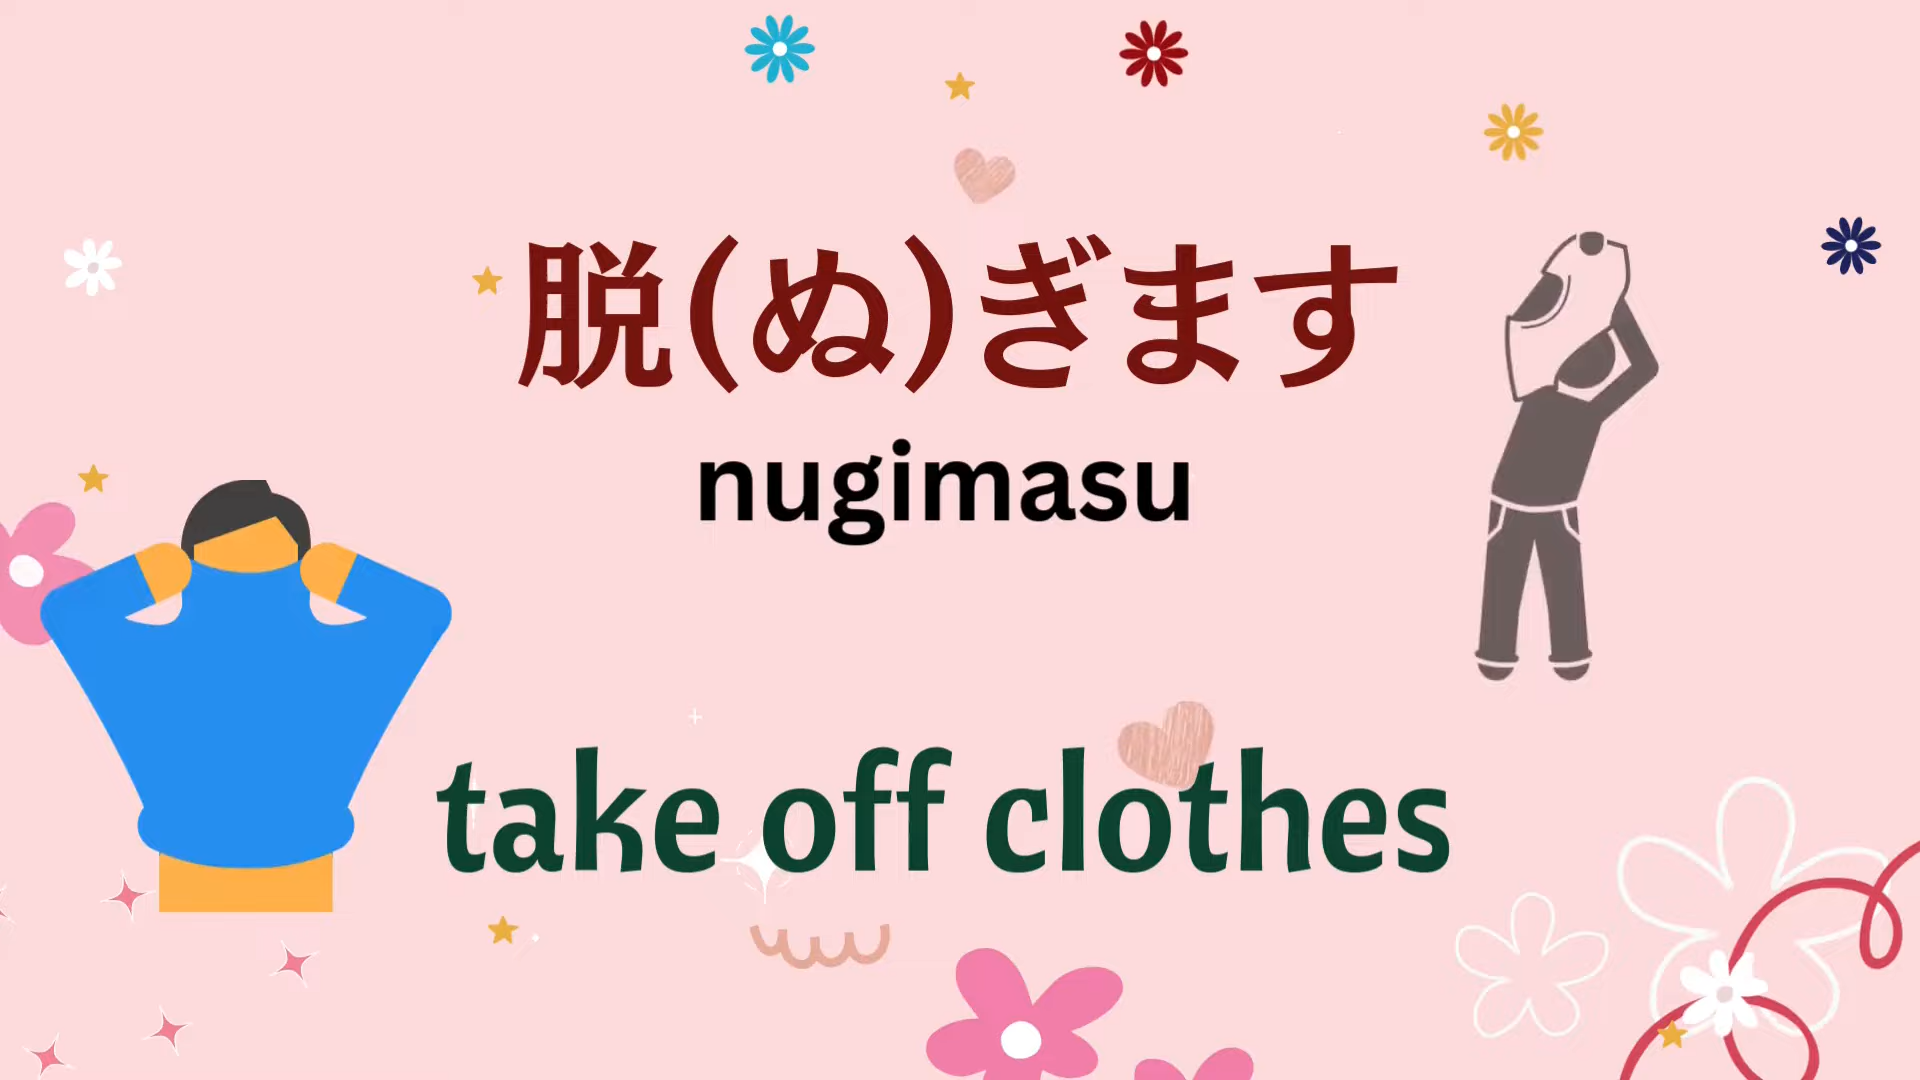 脱(ぬ)ぎます
nugimasu
take off clothes